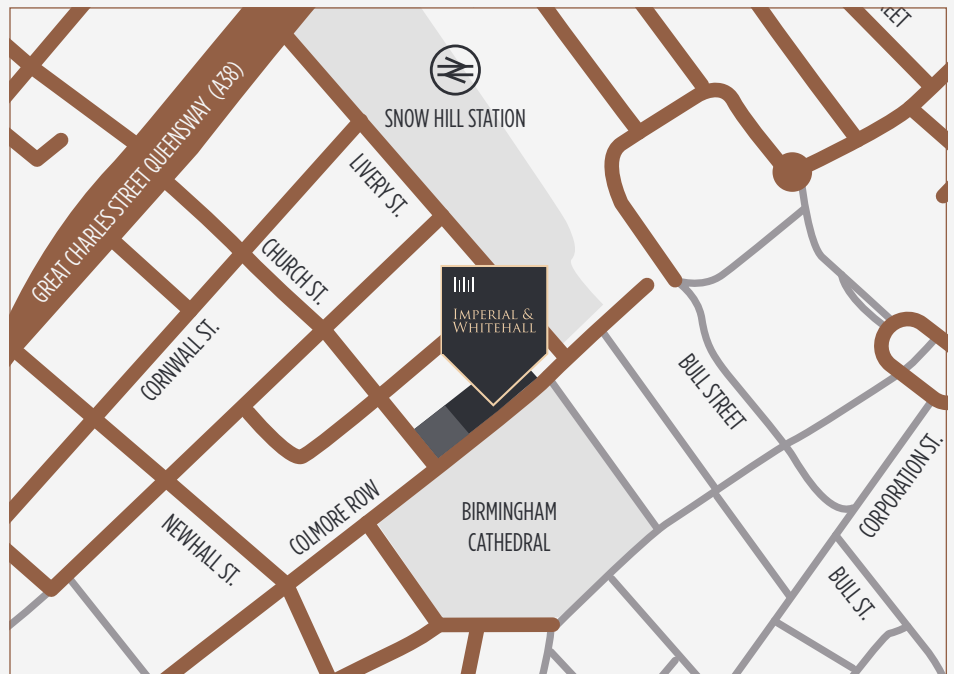 SNOW HILL STATION
GREAT CHARLES STREET QUEENSWAY (A38)
LIVERY ST.
CHURCH ST.
IMPERIAL &
WHITEHALL
CORNWALL ST.
BULL STREET
COLMORE ROW
BIRMINGHAM
CATHEDRAL
CORPORATION ST.
NEWHALL ST.
BULL ST.